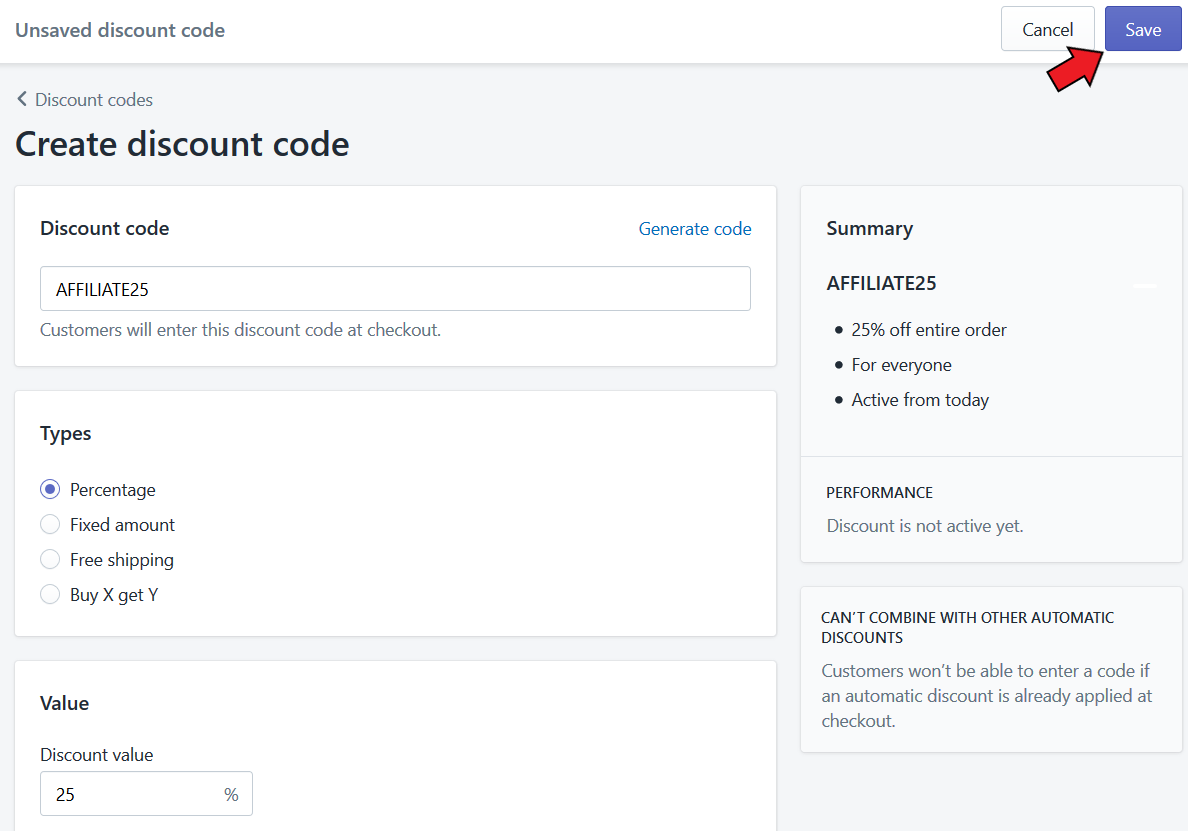 Unsaved discount code
Cancel
Save
Discount codes
Create discount code
Discount code
Generate code
AFFILIATE25
Customers will enter this discount code at checkout.
Types
Percentage
Fixed amount
Free shipping
Buy X get Y
Value
Discount value
25 %
Summary
AFFILIATE25
25% off entire order
For everyone
Active from today
PERFORMANCE
Discount is not active yet.
CAN’T COMBINE WITH OTHER AUTOMATIC
DISCOUNTS
Customers won’t be able to enter a code if
an automatic discount is already applied at
checkout.